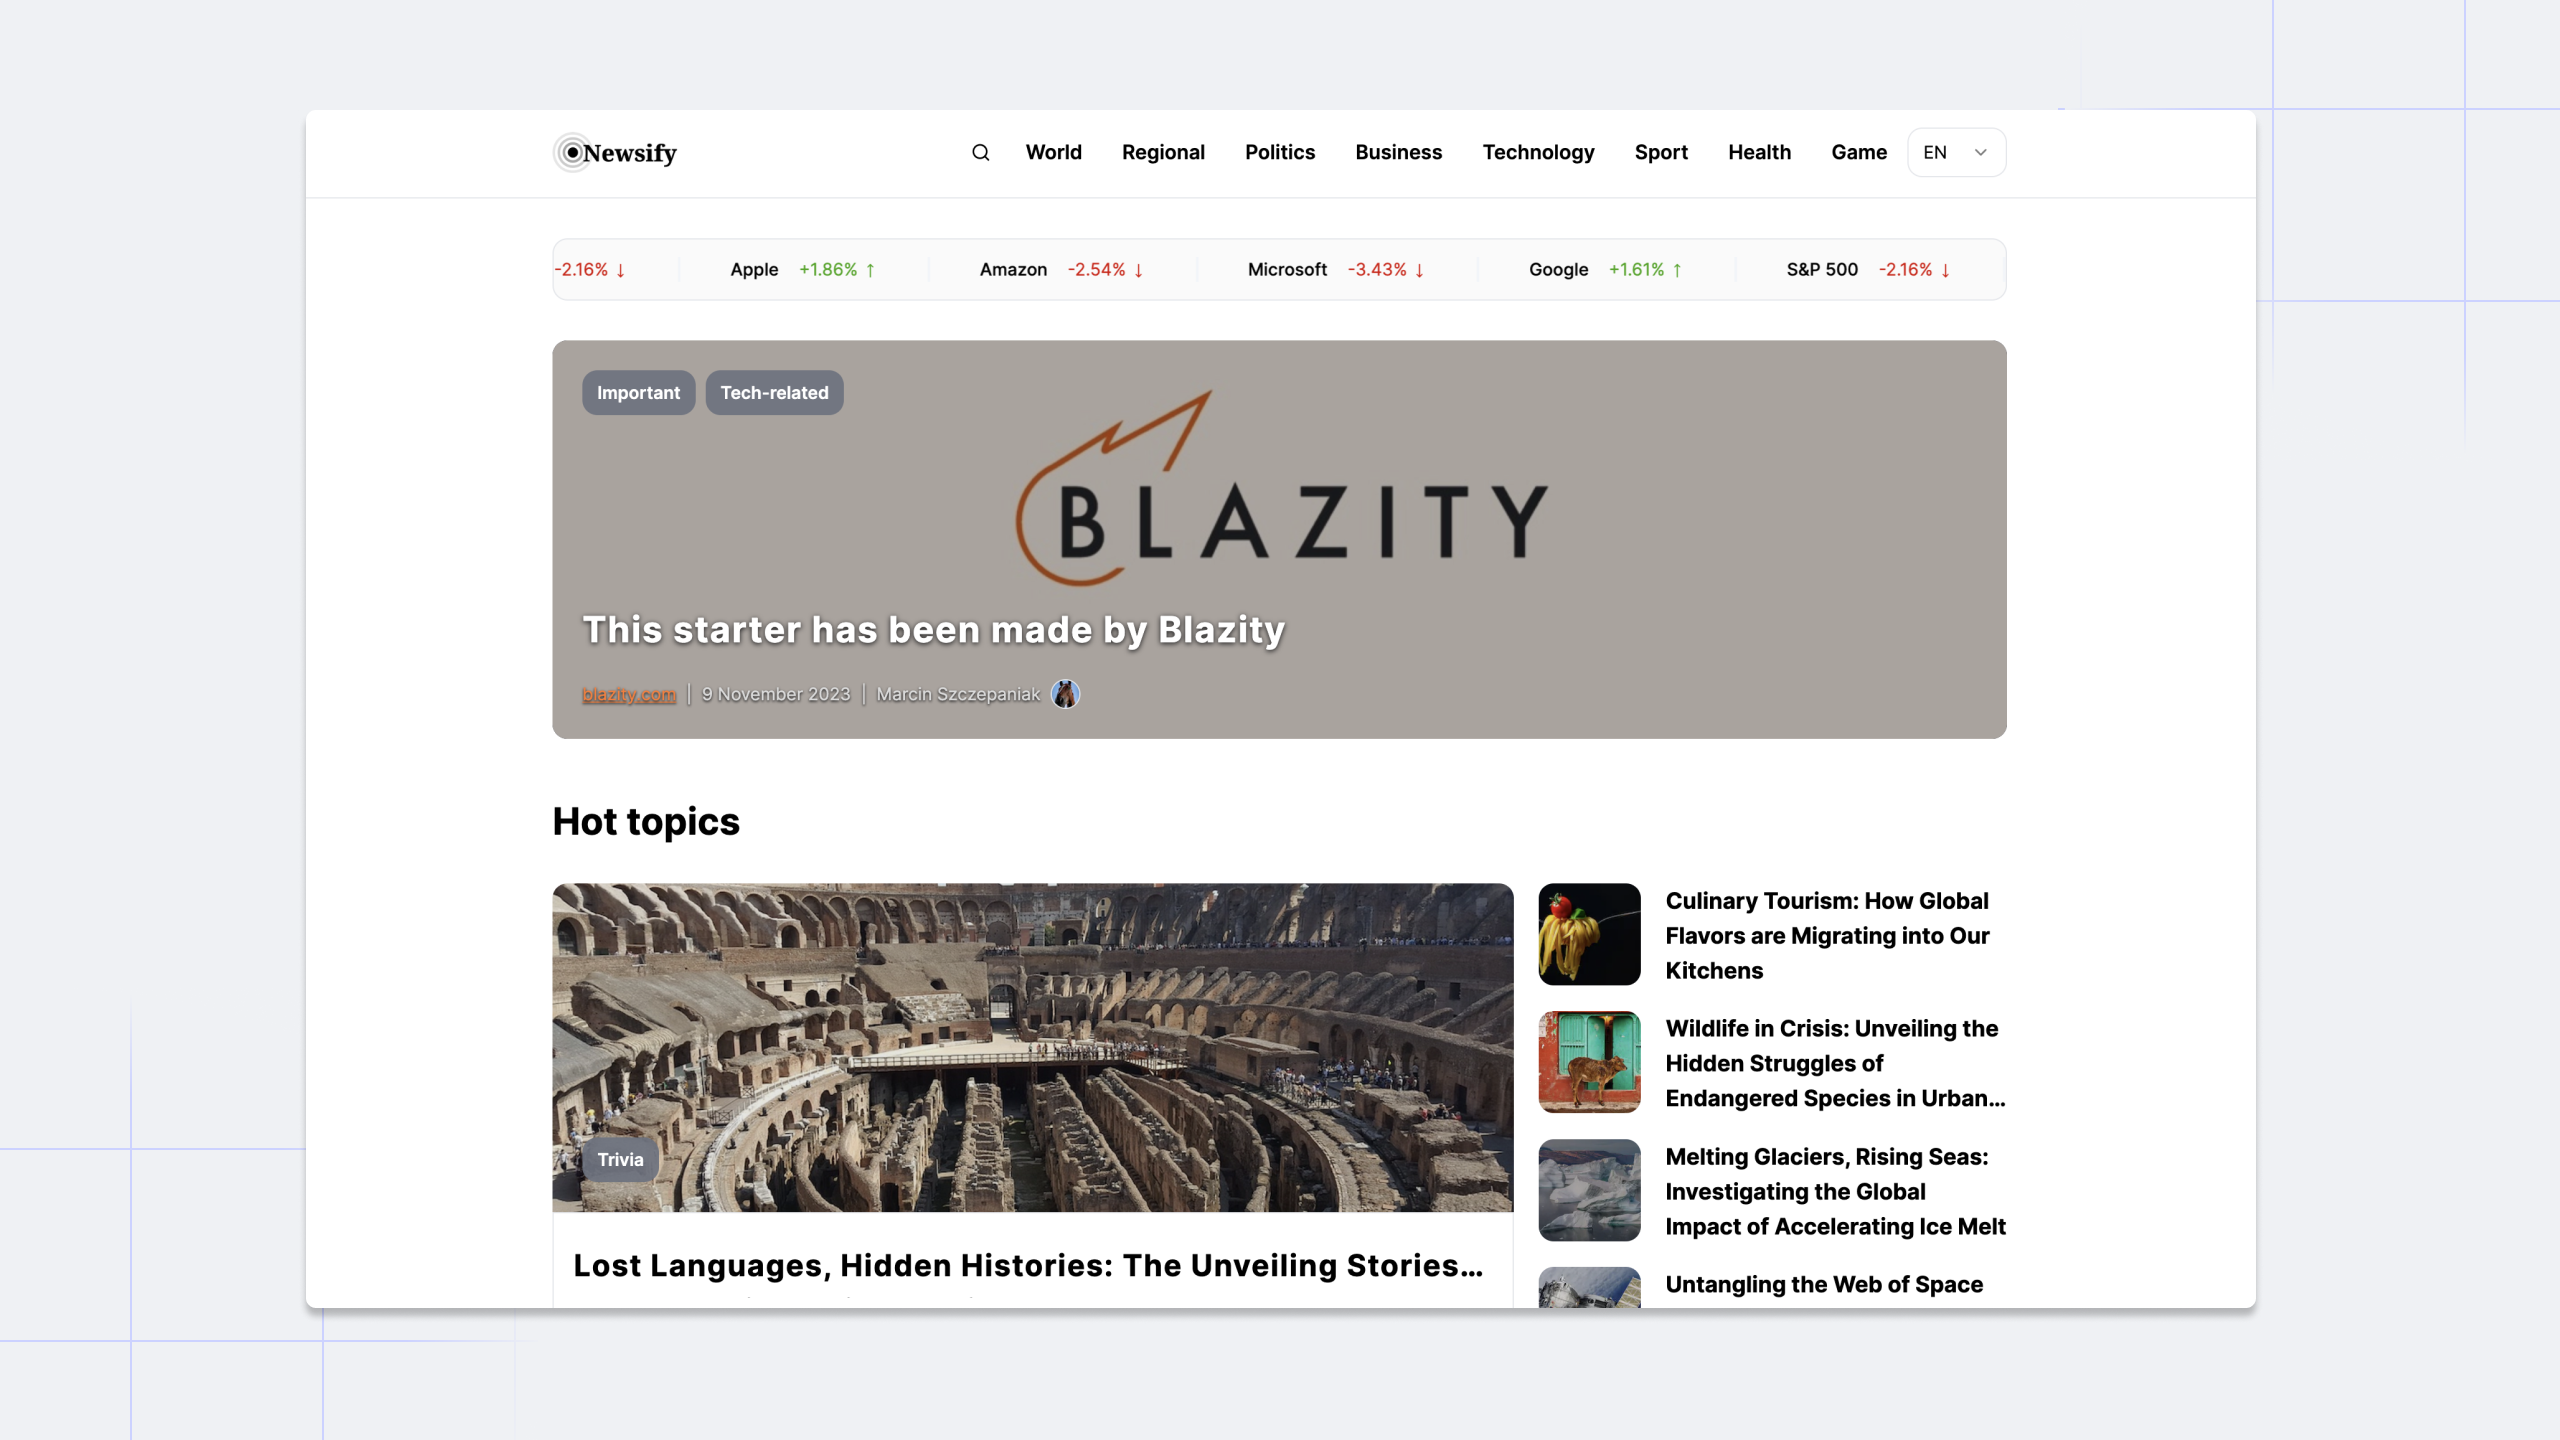 Newsify
World Regional Politics Business Technology Sport Health Game EN
-2.16% ↓ Apple +1.86% ↑ Amazon -2.54% ↓ Microsoft -3.43% ↓ Google +1.61% ↑ S&P 500 -2.16% ↓
Important Tech-related
BLAZITY
This starter has been made by Blazity
blazity.com | 9 November 2023 | Marcin Szczepaniak
Hot topics
Trivia
Lost Languages, Hidden Histories: The Unveiling Stories...
Culinary Tourism: How Global
Flavors are Migrating into Our
Kitchens
Wildlife in Crisis: Unveiling the
Hidden Struggles of
Endangered Species in Urban...
Melting Glaciers, Rising Seas:
Investigating the Global
Impact of Accelerating Ice Melt
Untangling the Web of Space